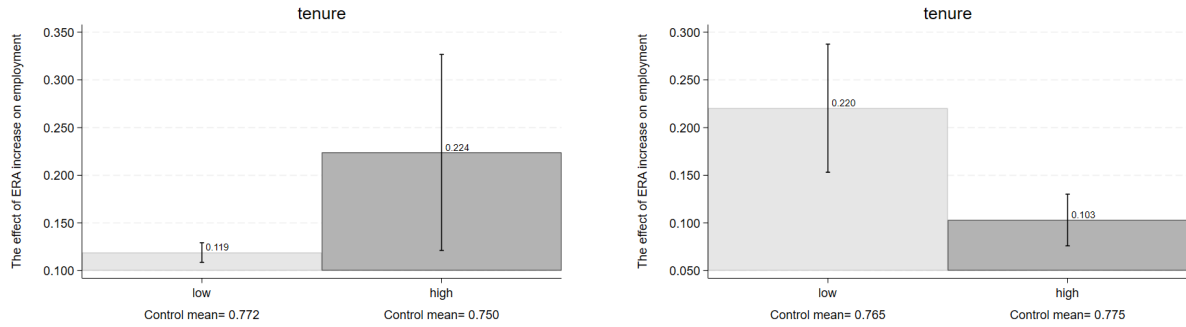 tenure
The effect of ERA increase on employment
0.350
0.300
0.250
0.200
0.150
0.100
0.119
0.224
low
high
Control mean= 0.772
Control mean= 0.750
tenure
The effect of ERA increase on employment
0.300
0.250
0.200
0.150
0.100
0.050
0.220
0.103
low
high
Control mean= 0.765
Control mean= 0.775